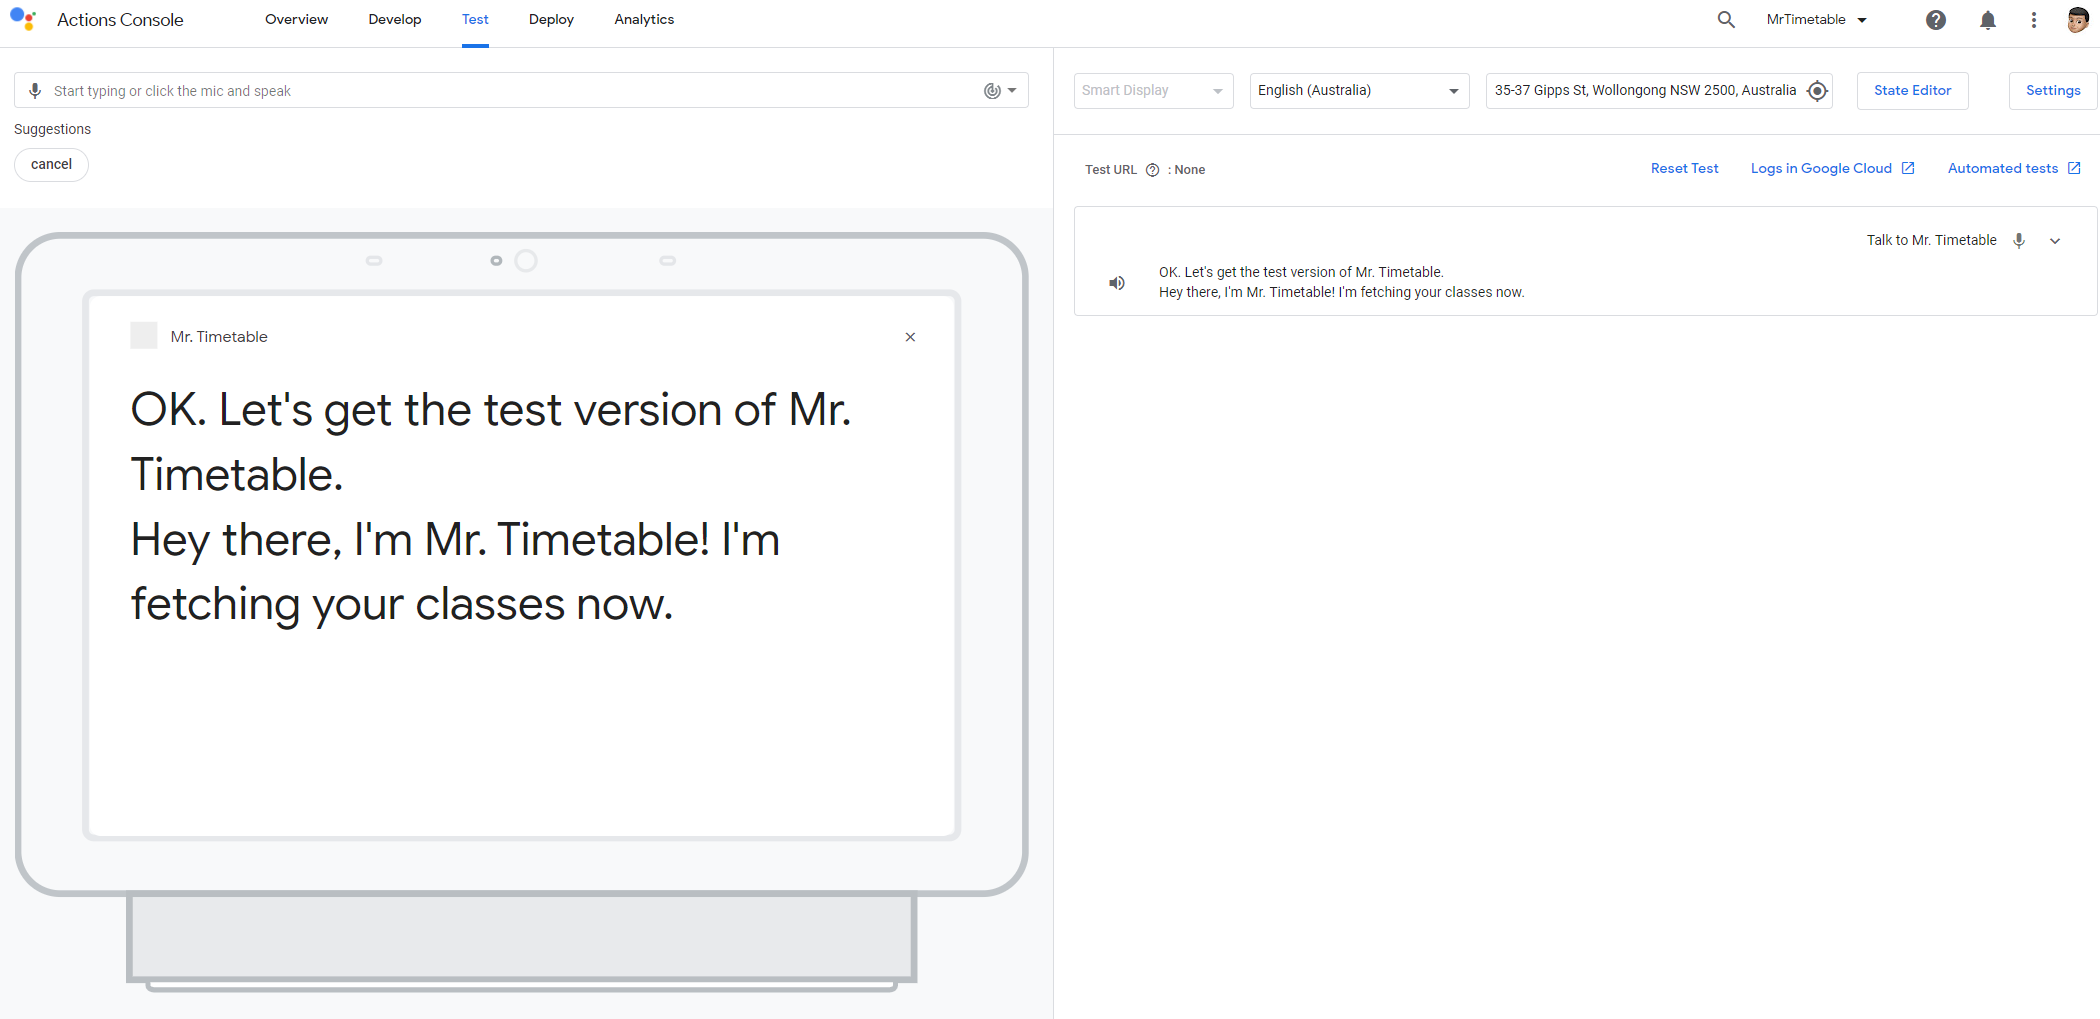 Actions Console
Overview
Develop
Test
Deploy
Analytics
MrTimetable
Start typing or click the mic and speak
Suggestions
cancel
Smart Display
English (Australia)
35-37 Gipps St, Wollongong NSW 2500, Australia
State Editor
Settings
Test URL : None
Reset Test
Logs in Google Cloud
Automated tests
Talk to Mr. Timetable
OK. Let's get the test version of Mr. Timetable.
Hey there, I'm Mr. Timetable! I'm fetching your classes now.
Mr. Timetable
OK. Let's get the test version of Mr.
Timetable.
Hey there, I'm Mr. Timetable! I'm
fetching your classes now.